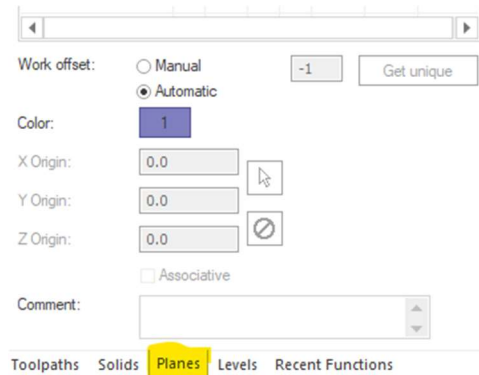 Work offset: Manual -1 Get unique
Automatic
Color: 1
X Origin: 0.0
Y Origin: 0.0
Z Origin: 0.0
Associative
Comment:
Toolpaths Solids Planes Levels Recent Functions